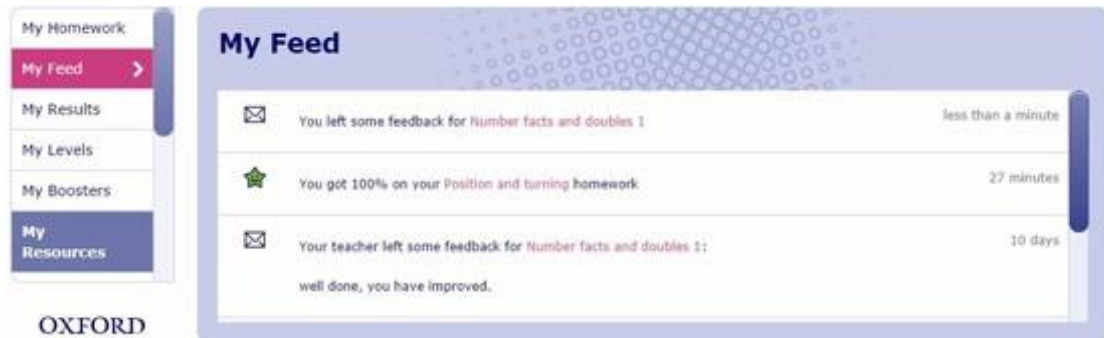 My Homework
My Feed
My Results
My Levels
My Boosters
My
Resources
OXFORD
My Feed
You left some feedback for Number facts and doubles 1
less than a minute
You got 100% on your Position and turning homework
27 minutes
Your teacher left some feedback for Number facts and doubles 1:
10 days
well done, you have improved.